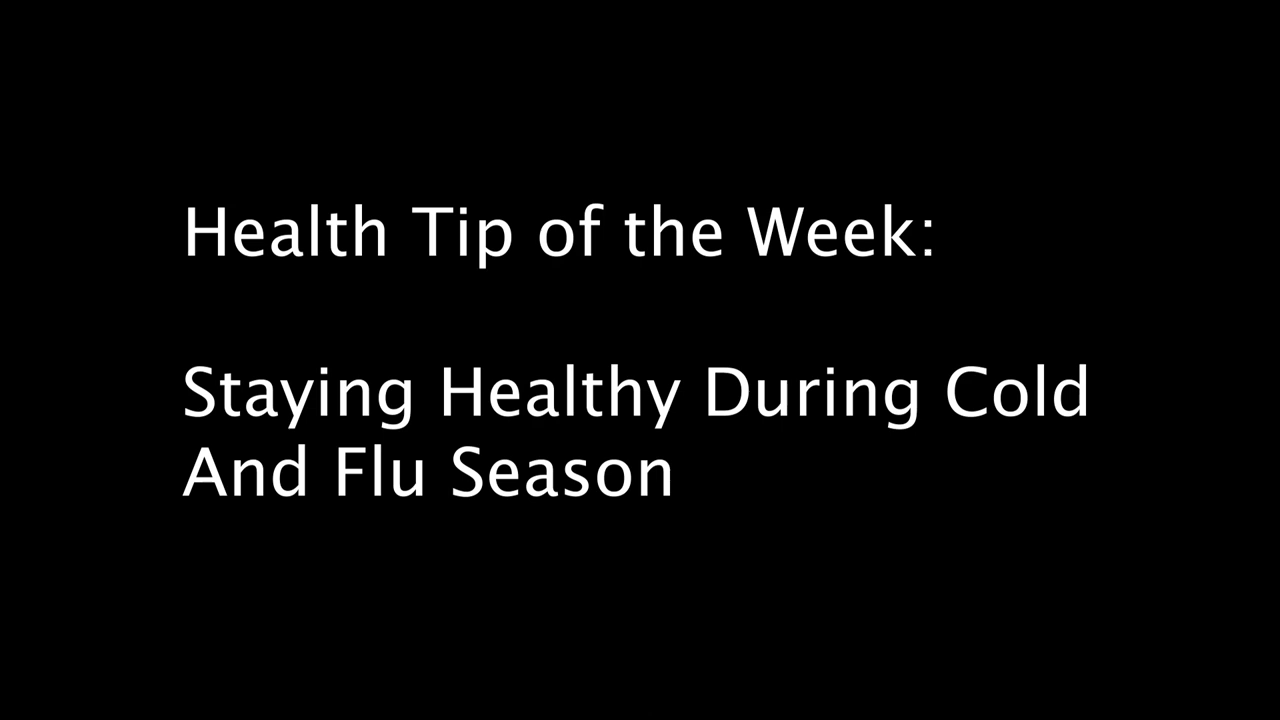 Health Tip of the Week:
Staying Healthy During Cold
And Flu Season